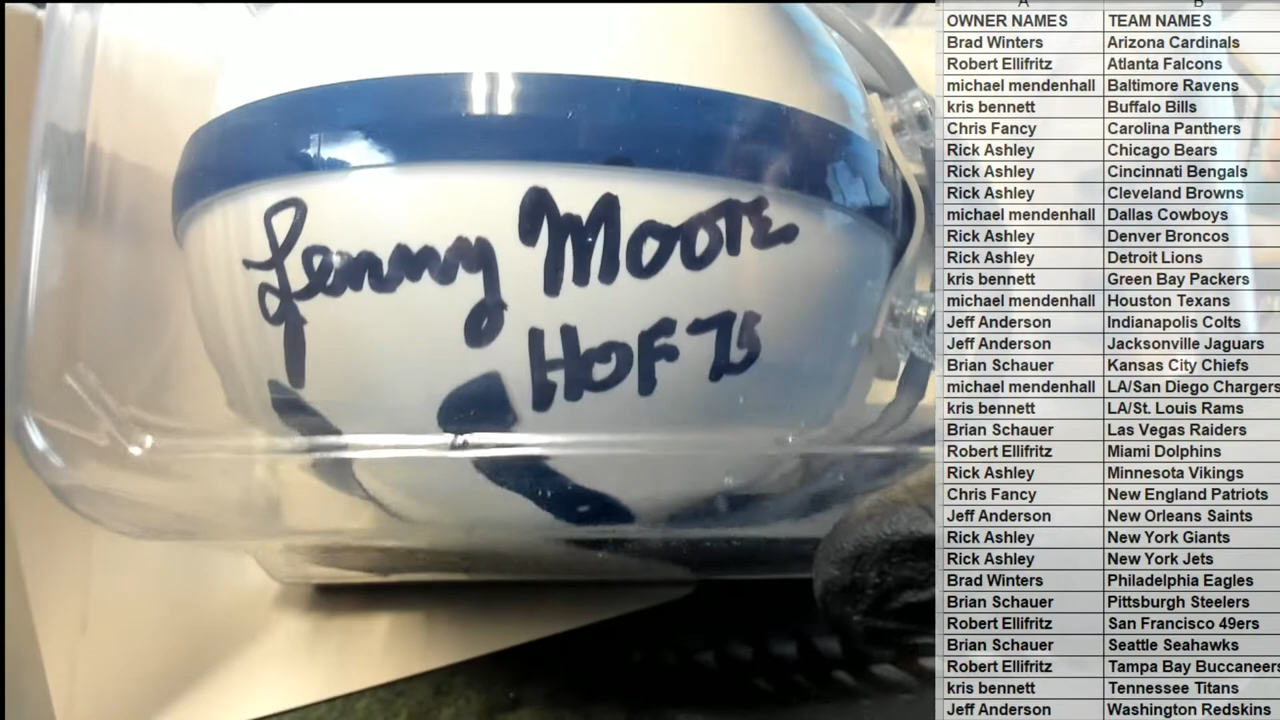 Lenny Moore
HOF 75
A B
OWNER NAMES TEAM NAMES
Brad Winters Arizona Cardinals
Robert Ellifritz Atlanta Falcons
michael mendenhall Baltimore Ravens
kris bennett Buffalo Bills
Chris Fancy Carolina Panthers
Rick Ashley Chicago Bears
Rick Ashley Cincinnati Bengals
Rick Ashley Cleveland Browns
michael mendenhall Dallas Cowboys
Rick Ashley Denver Broncos
Rick Ashley Detroit Lions
kris bennett Green Bay Packers
michael mendenhall Houston Texans
Jeff Anderson Indianapolis Colts
Jeff Anderson Jacksonville Jaguars
Brian Schauer Kansas City Chiefs
michael mendenhall LA/San Diego Chargers
kris bennett LA/St. Louis Rams
Brian Schauer Las Vegas Raiders
Robert Ellifritz Miami Dolphins
Rick Ashley Minnesota Vikings
Chris Fancy New England Patriots
Jeff Anderson New Orleans Saints
Rick Ashley New York Giants
Rick Ashley New York Jets
Brad Winters Philadelphia Eagles
Brian Schauer Pittsburgh Steelers
Robert Ellifritz San Francisco 49ers
Brian Schauer Seattle Seahawks
Robert Ellifritz Tampa Bay Buccaneers
kris bennett Tennessee Titans
Jeff Anderson Washington Redskins